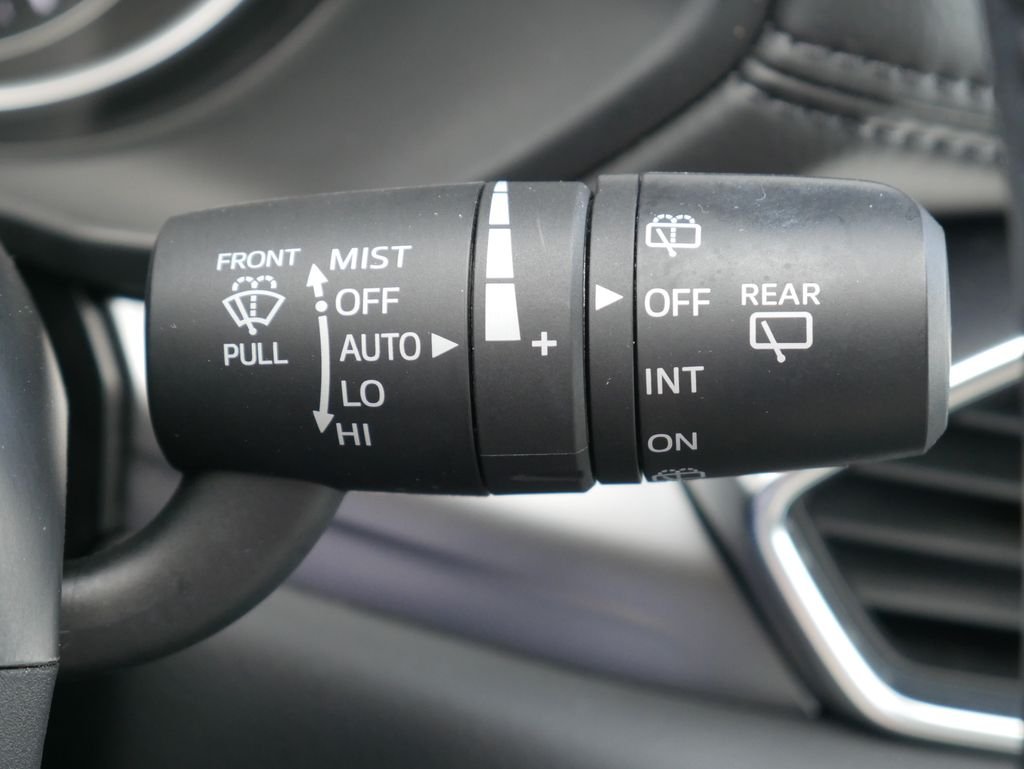 FRONT
PULL
MIST
OFF
AUTO
LO
HI
+
OFF
INT
ON
REAR